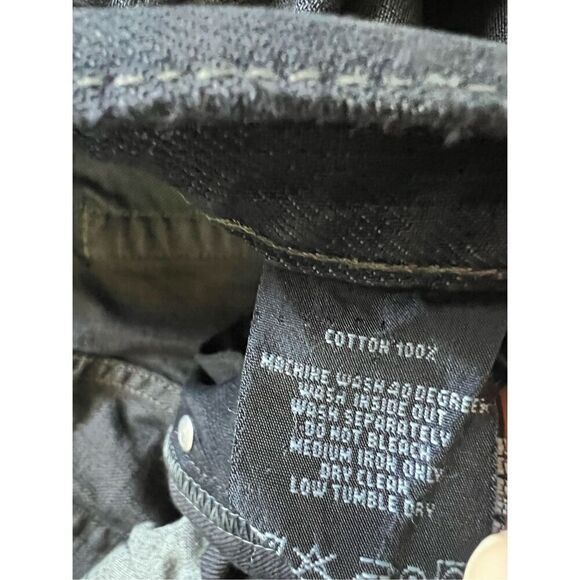 COTTON 100%
MACHINE WASH 40 DEGREES
WASH INSIDE OUT
WASH SEPARATELY
DO NOT BLEACH
MEDIUM IRON ONLY
DRY CLEAN
LOW TUMBLE DRY